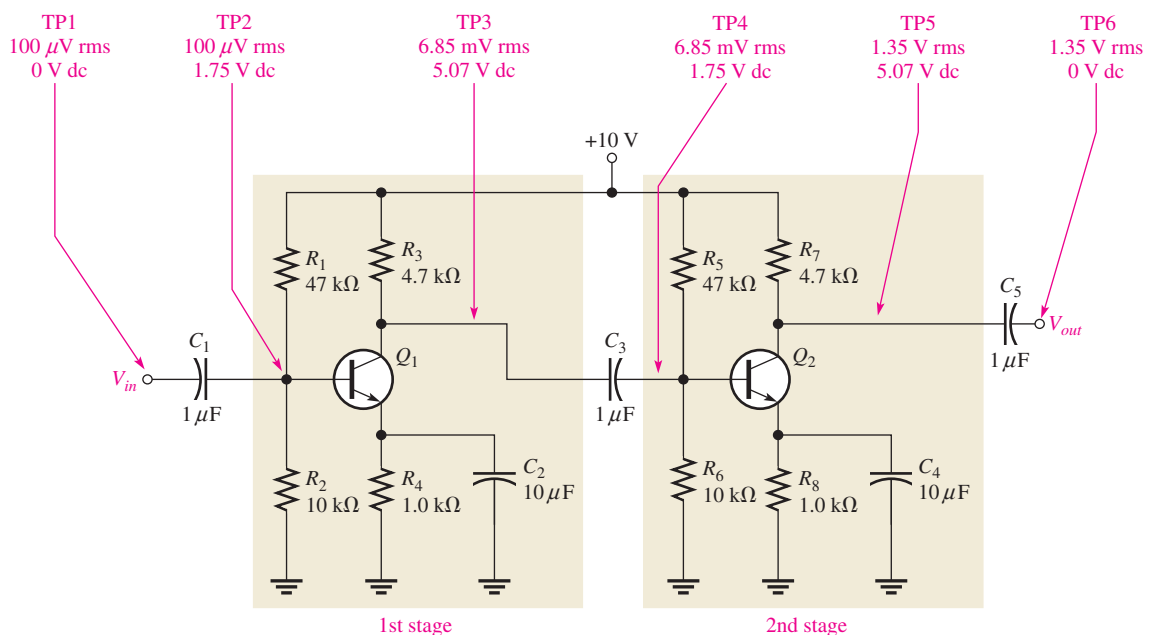 TP1
100 μV rms
0 V dc
TP2
100 μV rms
1.75 V dc
TP3
6.85 mV rms
5.07 V dc
TP4
6.85 mV rms
1.75 V dc
TP5
1.35 V rms
5.07 V dc
TP6
1.35 V rms
0 V dc
+10 V
R1
47 kΩ
R3
4.7 kΩ
R5
47 kΩ
R7
4.7 kΩ
C5
Vout
1 μF
C1
Vin
1 μF
Q1
C3
1 μF
Q2
R2
10 kΩ
R4
1.0 kΩ
C2
10 μF
R6
10 kΩ
R8
1.0 kΩ
C4
10 μF
1st stage
2nd stage